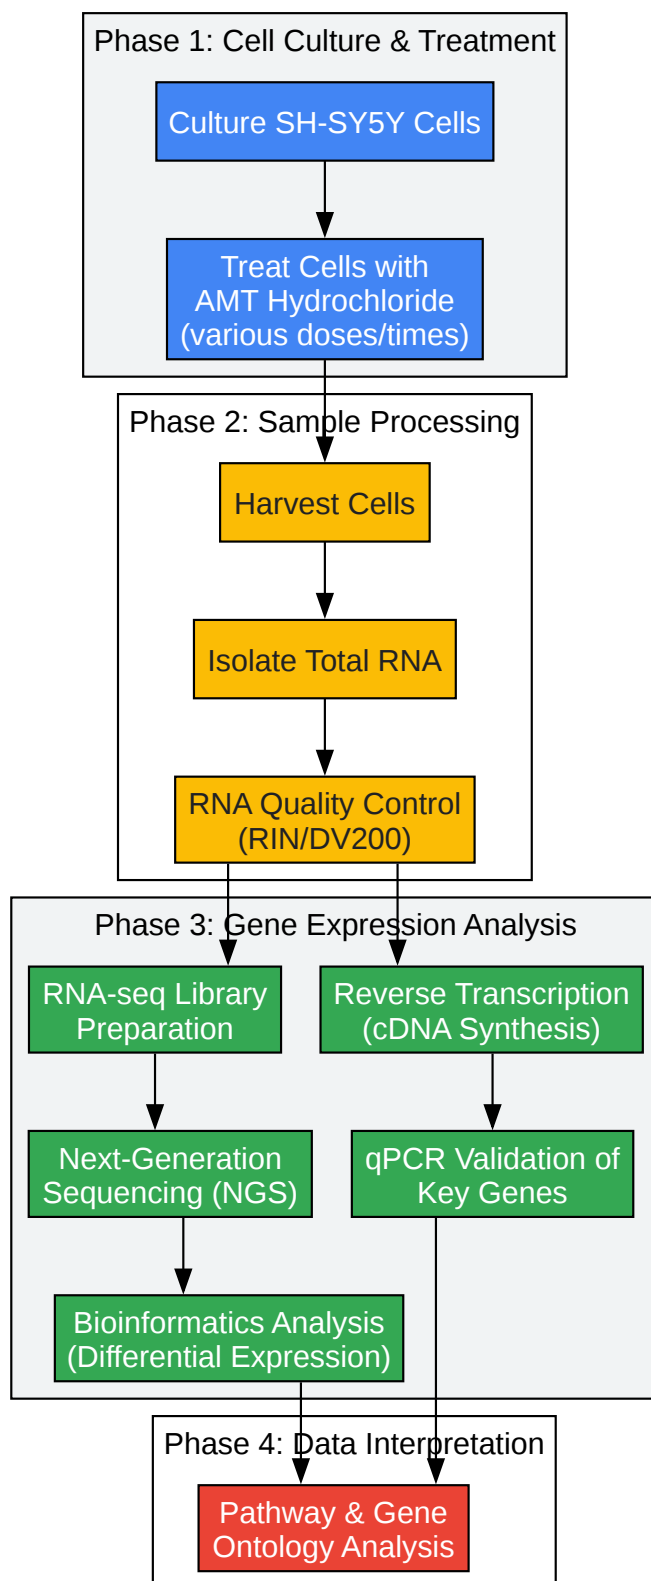 Phase 1: Cell Culture & Treatment
Culture SH-SY5Y Cells
Treat Cells with
AMT Hydrochloride
(various doses/times)
Phase 2: Sample Processing
Harvest Cells
Isolate Total RNA
RNA Quality Control
(RIN/DV200)
Phase 3: Gene Expression Analysis
RNA-seq Library
Preparation
Reverse Transcription
(cDNA Synthesis)
Next-Generation
Sequencing (NGS)
qPCR Validation of
Key Genes
Bioinformatics Analysis
(Differential Expression)
Phase 4: Data Interpretation
Pathway & Gene
Ontology Analysis